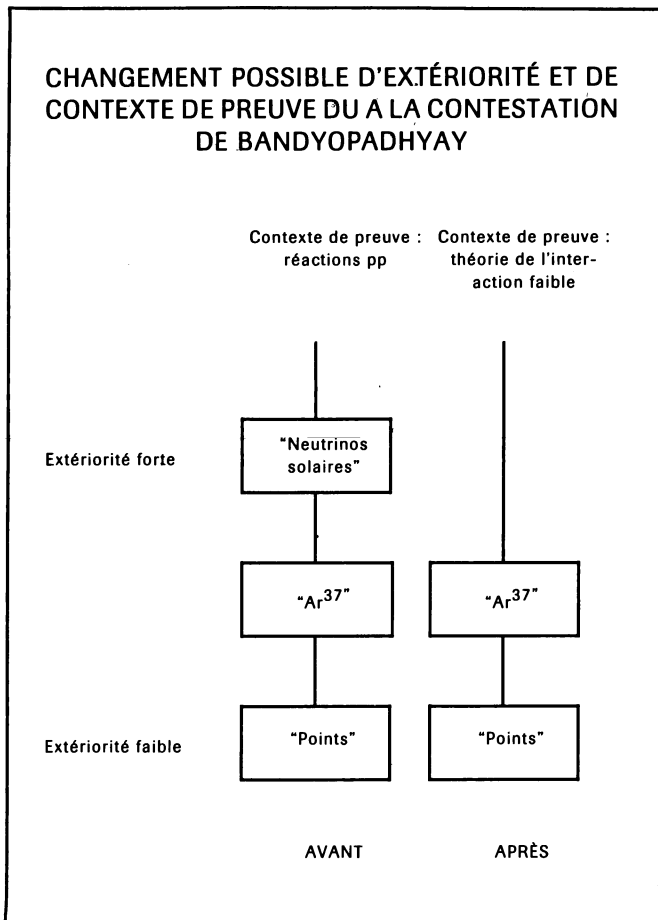 CHANGEMENT POSSIBLE D'EXTÉRIORITÉ ET DE
CONTEXTE DE PREUVE DU A LA CONTESTATION
DE BANDYOPADHYAY
Contexte de preuve :
réactions pp
Contexte de preuve :
théorie de l'inter-
action faible
Extériorité forte
"Neutrinos
solaires"
"Ar37"
"Ar37"
Extériorité faible
"Points"
"Points"
AVANT
APRÈS